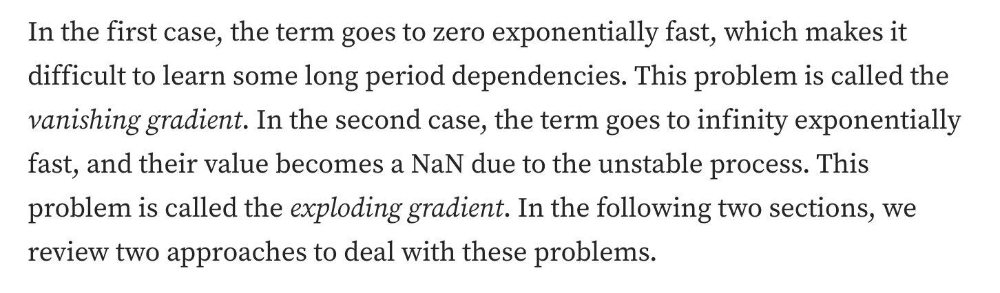 In the first case, the term goes to zero exponentially fast, which makes it
difficult to learn some long period dependencies. This problem is called the
vanishing gradient. In the second case, the term goes to infinity exponentially
fast, and their value becomes a NaN due to the unstable process. This
problem is called the exploding gradient. In the following two sections, we
review two approaches to deal with these problems.